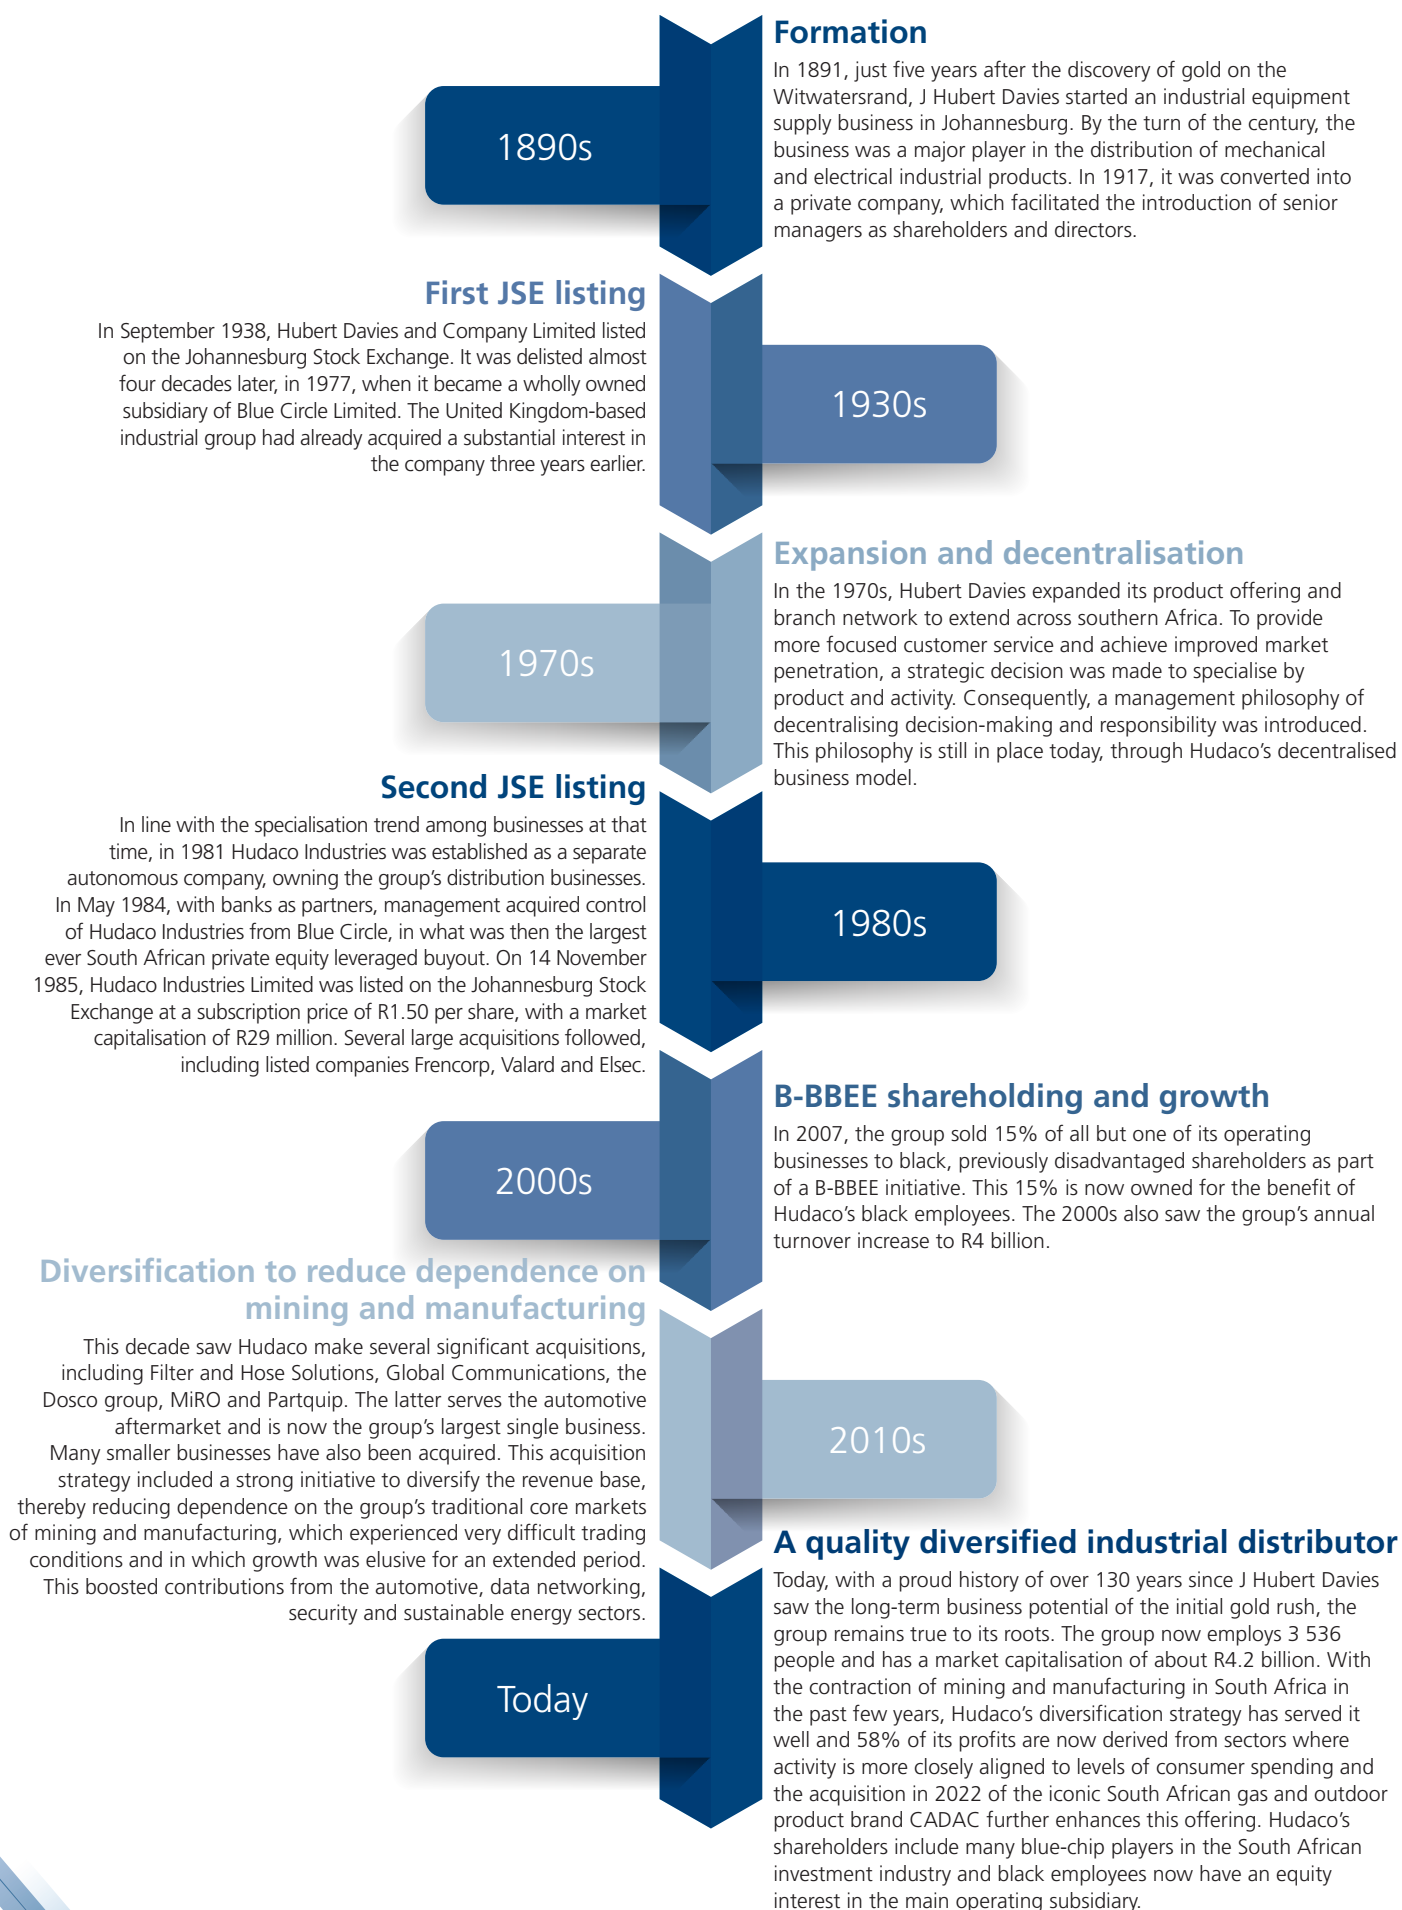 Formation
In 1891, just five years after the discovery of gold on the
Witwatersrand, J Hubert Davies started an industrial equipment
supply business in Johannesburg. By the turn of the century, the
business was a major player in the distribution of mechanical
and electrical industrial products. In 1917, it was converted into
a private company, which facilitated the introduction of senior
managers as shareholders and directors.
1890s
First JSE listing
In September 1938, Hubert Davies and Company Limited listed
on the Johannesburg Stock Exchange. It was delisted almost
four decades later, in 1977, when it became a wholly owned
subsidiary of Blue Circle Limited. The United Kingdom-based
industrial group had already acquired a substantial interest in
the company three years earlier.
1930s
Expansion and decentralisation
In the 1970s, Hubert Davies expanded its product offering and
branch network to extend across southern Africa. To provide
more focused customer service and achieve improved market
penetration, a strategic decision was made to specialise by
product and activity. Consequently, a management philosophy of
decentralising decision-making and responsibility was introduced.
This philosophy is still in place today, through Hudaco’s decentralised
business model.
1970s
Second JSE listing
In line with the specialisation trend among businesses at that
time, in 1981 Hudaco Industries was established as a separate
autonomous company, owning the group’s distribution businesses.
In May 1984, with banks as partners, management acquired control
of Hudaco Industries from Blue Circle, in what was then the largest
ever South African private equity leveraged buyout. On 14 November
1985, Hudaco Industries Limited was listed on the Johannesburg Stock
Exchange at a subscription price of R1.50 per share, with a market
capitalisation of R29 million. Several large acquisitions followed,
including listed companies Frencorp, Valard and Elsec.
1980s
B-BBEE shareholding and growth
In 2007, the group sold 15% of all but one of its operating
businesses to black, previously disadvantaged shareholders as part
of a B-BBEE initiative. This 15% is now owned for the benefit of
Hudaco’s black employees. The 2000s also saw the group’s annual
turnover increase to R4 billion.
2000s
Diversification to reduce dependence on
mining and manufacturing
This decade saw Hudaco make several significant acquisitions,
including Filter and Hose Solutions, Global Communications, the
Dosco group, MiRO and Partquip. The latter serves the automotive
aftermarket and is now the group’s largest single business.
Many smaller businesses have also been acquired. This acquisition
strategy included a strong initiative to diversify the revenue base,
thereby reducing dependence on the group’s traditional core markets
of mining and manufacturing, which experienced very difficult trading
conditions and in which growth was elusive for an extended period.
This boosted contributions from the automotive, data networking,
security and sustainable energy sectors.
2010s
A quality diversified industrial distributor
Today, with a proud history of over 130 years since J Hubert Davies
saw the long-term business potential of the initial gold rush, the
group remains true to its roots. The group now employs 3 536
people and has a market capitalisation of about R4.2 billion. With
the contraction of mining and manufacturing in South Africa in
the past few years, Hudaco’s diversification strategy has served it
well and 58% of its profits are now derived from sectors where
activity is more closely aligned to levels of consumer spending and
the acquisition in 2022 of the iconic South African gas and outdoor
product brand CADAC further enhances this offering. Hudaco’s
shareholders include many blue-chip players in the South African
investment industry and black employees now have an equity
interest in the main operating subsidiary.
Today